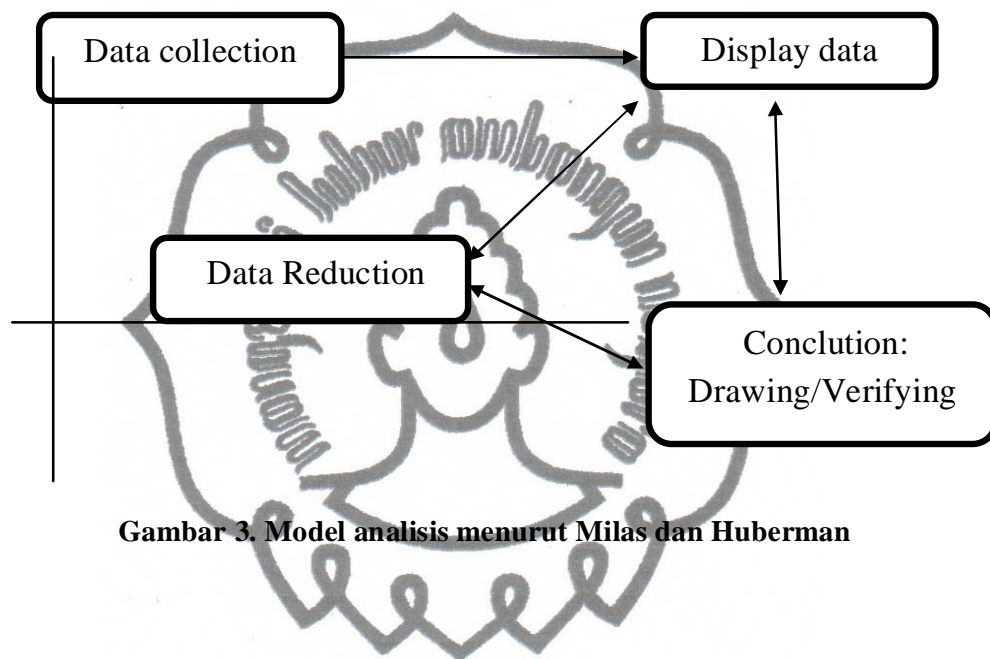 Data collection
Display data
Data Reduction
Conclution:
Drawing/Verifying
Gambar 3. Model analisis menurut Milas dan Huberman